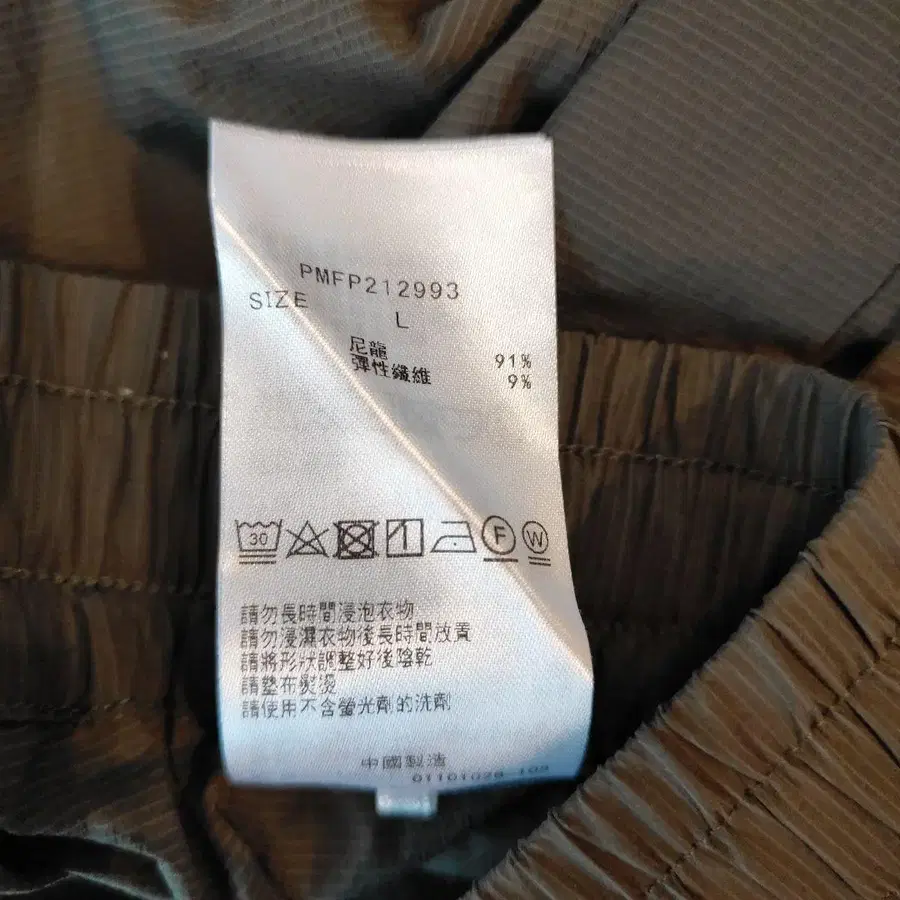 PMFP212993
SIZE
L
尼龍 91%
彈性纖維 9%
30 F W
請勿長時間浸泡衣物
請勿浸濕衣物後長時間放置
請將形狀調整好後陰乾
請墊布熨燙
請使用不含螢光劑的洗劑
中國製造